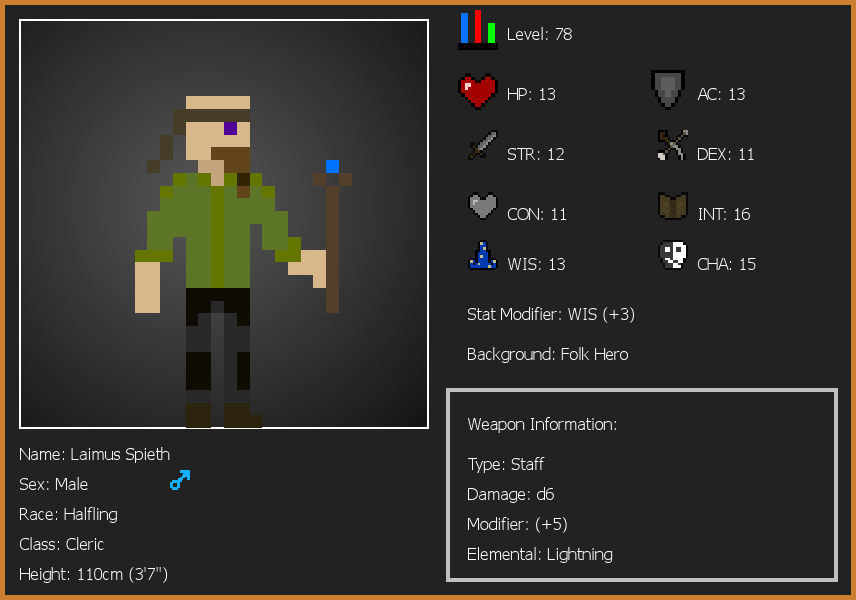 Level: 78
HP: 13
AC: 13
STR: 12
DEX: 11
CON: 11
INT: 16
WIS: 13
CHA: 15
Stat Modifier: WIS (+3)
Background: Folk Hero
Weapon Information:
Type: Staff
Damage: d6
Modifier: (+5)
Elemental: Lightning
Name: Laimus Spieth
Sex: Male
Race: Halfling
Class: Cleric
Height: 110cm (3'7")